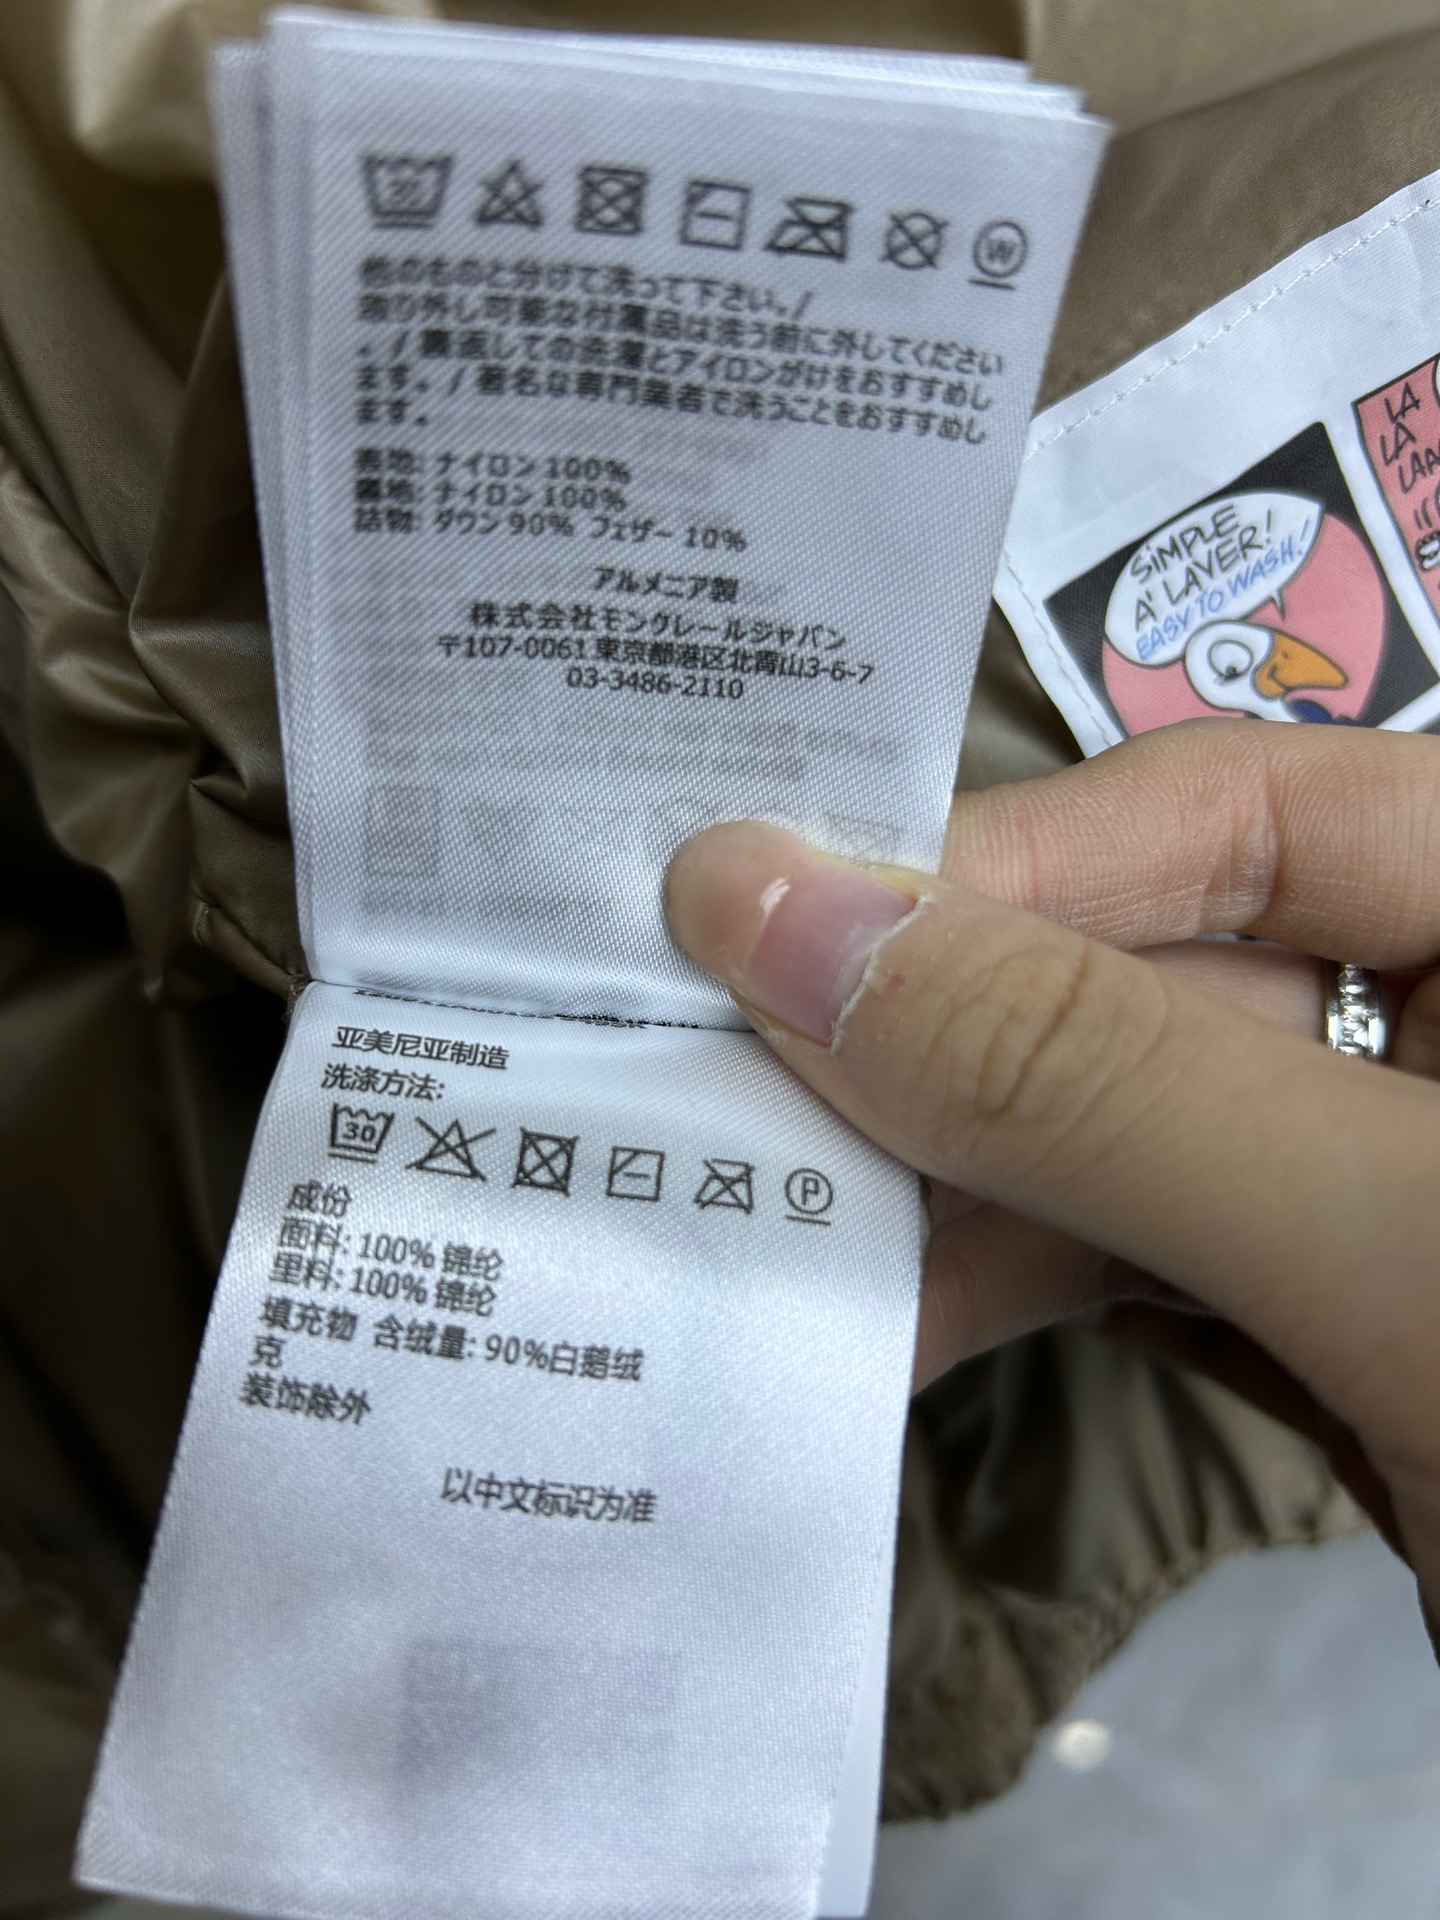 30
W
他のものと分けて洗って下さい。/
取り外し可能な付属品は洗う前に外してください
。/ 裏返しての洗濯とアイロンがけをおすすめし
ます。/ 著名な専門業者で洗うことをおすすめし
ます。
表地: ナイロン 100%
裏地: ナイロン 100%
詰物: ダウン 90% フェザー 10%
アルメニア製
株式会社モンクレールジャパン
〒107-0061 東京都港区北青山3-6-7
03-3486-2110
亚美尼亚制造
洗涤方法:
30
P
成份
面料: 100% 锦纶
里料: 100% 锦纶
填充物 含绒量: 90%白鹅绒
克
装饰除外
以中文标识为准
SIMPLE
A' LAVER!
EASY TO WASH!
LA
LA